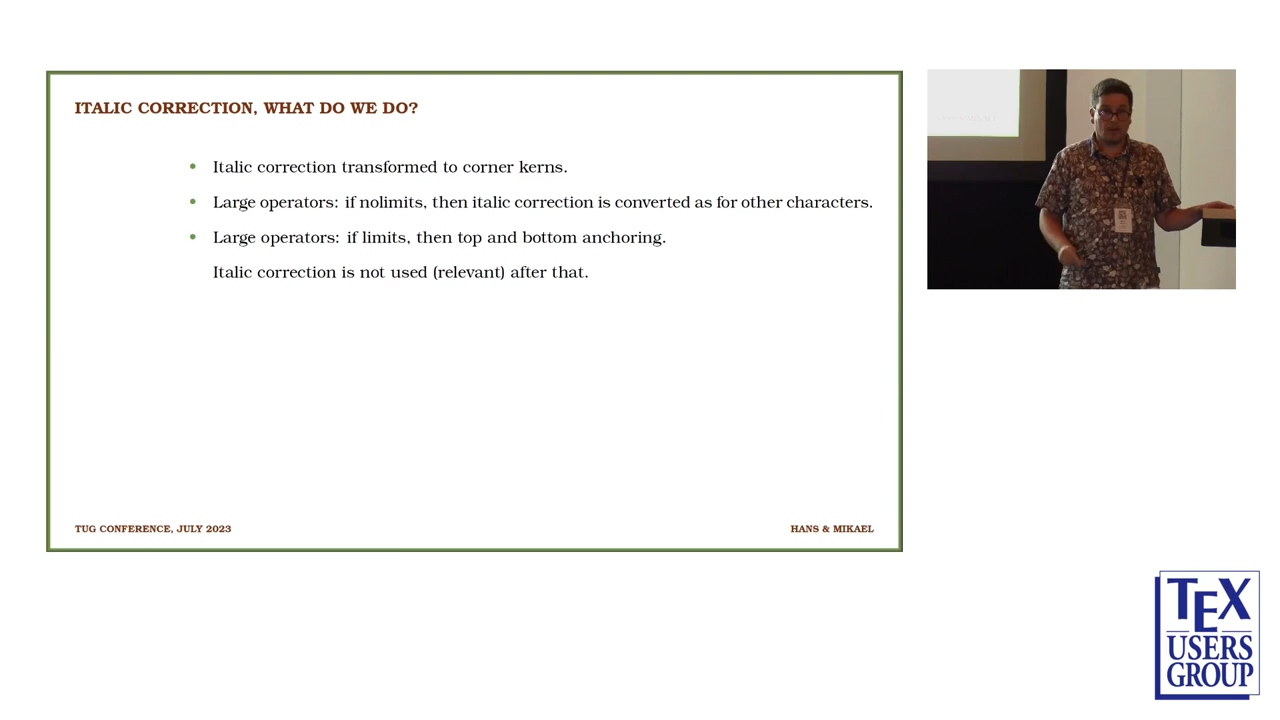 ITALIC CORRECTION, WHAT DO WE DO?
• Italic correction transformed to corner kerns.
• Large operators: if nolimits, then italic correction is converted as for other characters.
• Large operators: if limits, then top and bottom anchoring.
Italic correction is not used (relevant) after that.
TUG CONFERENCE, JULY 2023
HANS & MIKAEL
TEX
USERS
GROUP